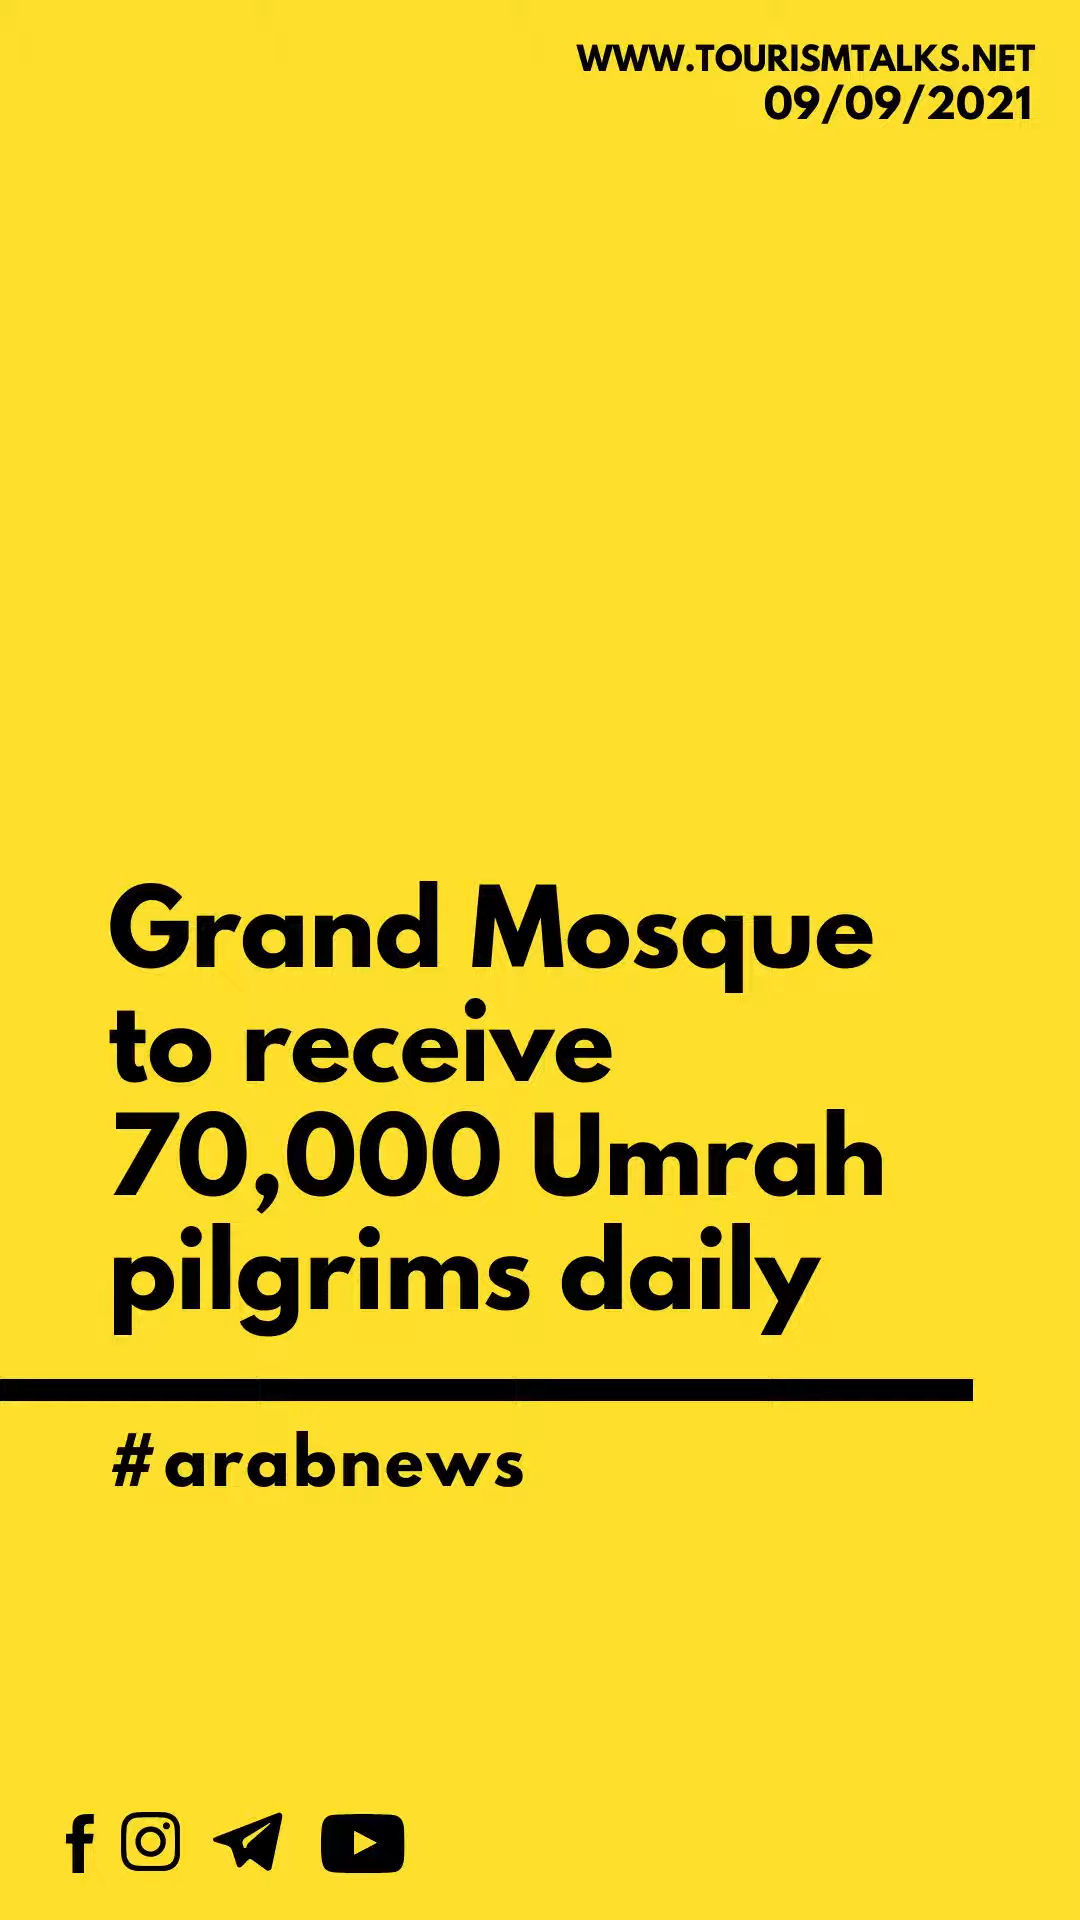 WWW.TOURISMTALKS.NET
09/09/2021
Grand Mosque
to receive
70,000 Umrah
pilgrims daily
#arabnews